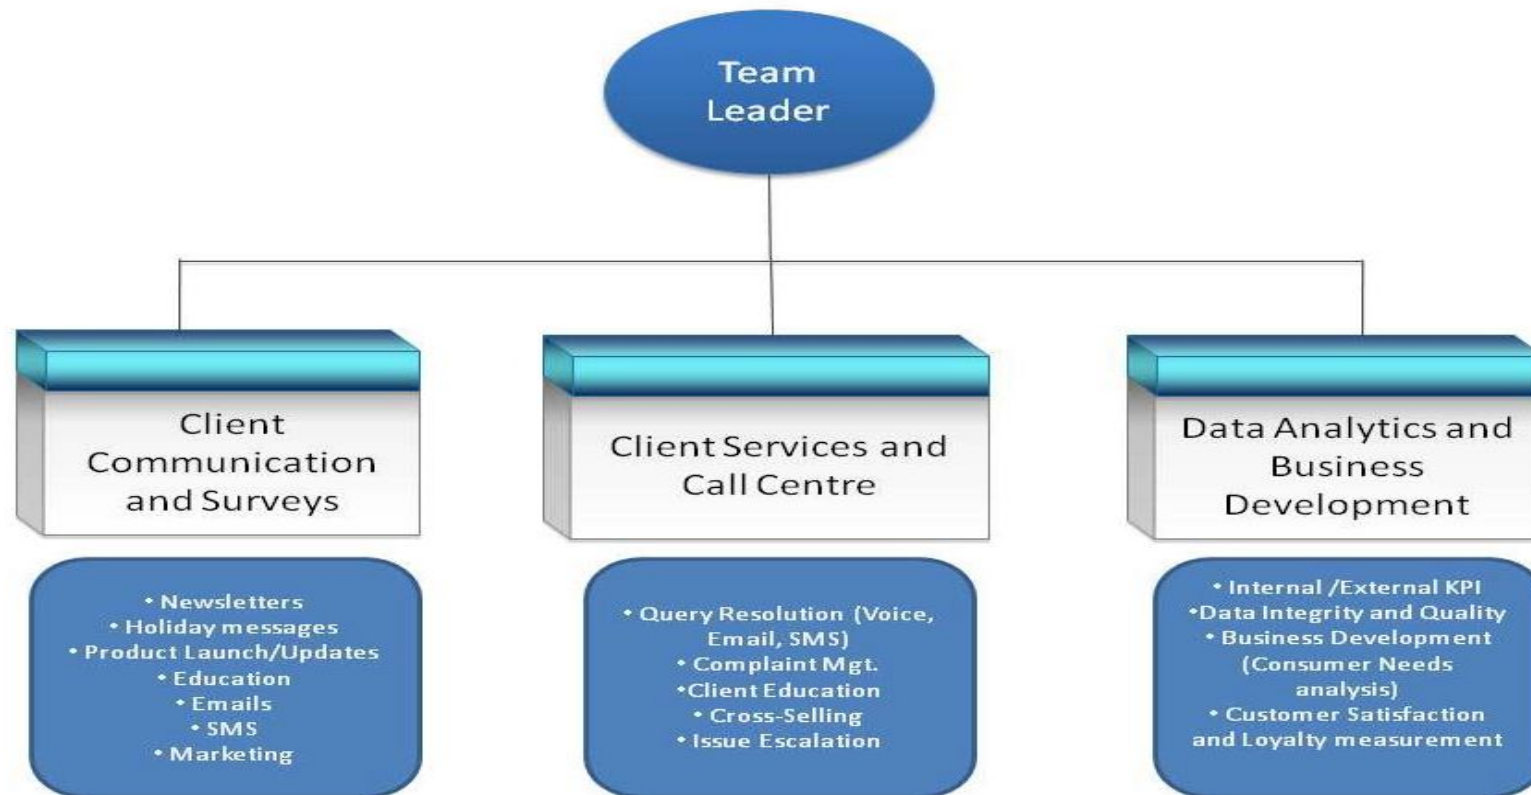 Team
Leader
Client
Communication
and Surveys
Client Services and
Call Centre
Data Analytics and
Business
Development
• Newsletters
• Holiday messages
• Product Launch/Updates
• Education
• Emails
• SMS
• Marketing
• Query Resolution (Voice,
Email, SMS)
• Complaint Mgt.
•Client Education
• Cross-Selling
• Issue Escalation
• Internal /External KPI
•Data Integrity and Quality
• Business Development
(Consumer Needs
analysis)
• Customer Satisfaction
and Loyalty measurement